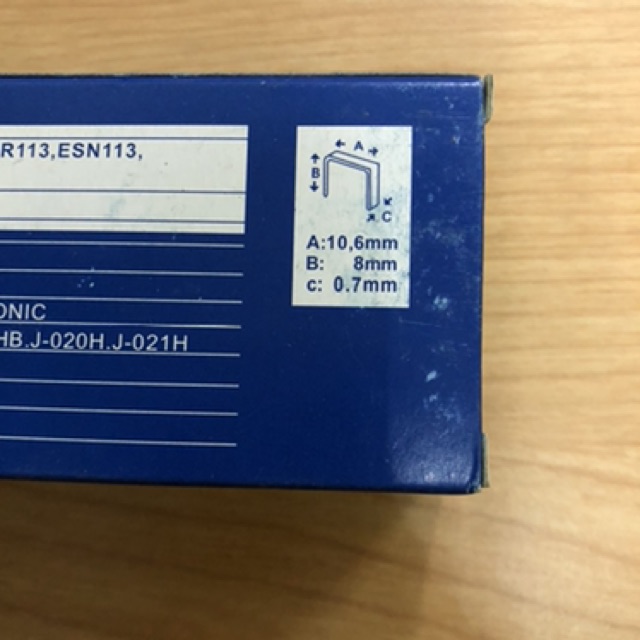 R113,ESN113,
ONIC
HB.J-020H.J-021H
A
B
C
A:10,6mm
B: 8mm
c: 0.7mm